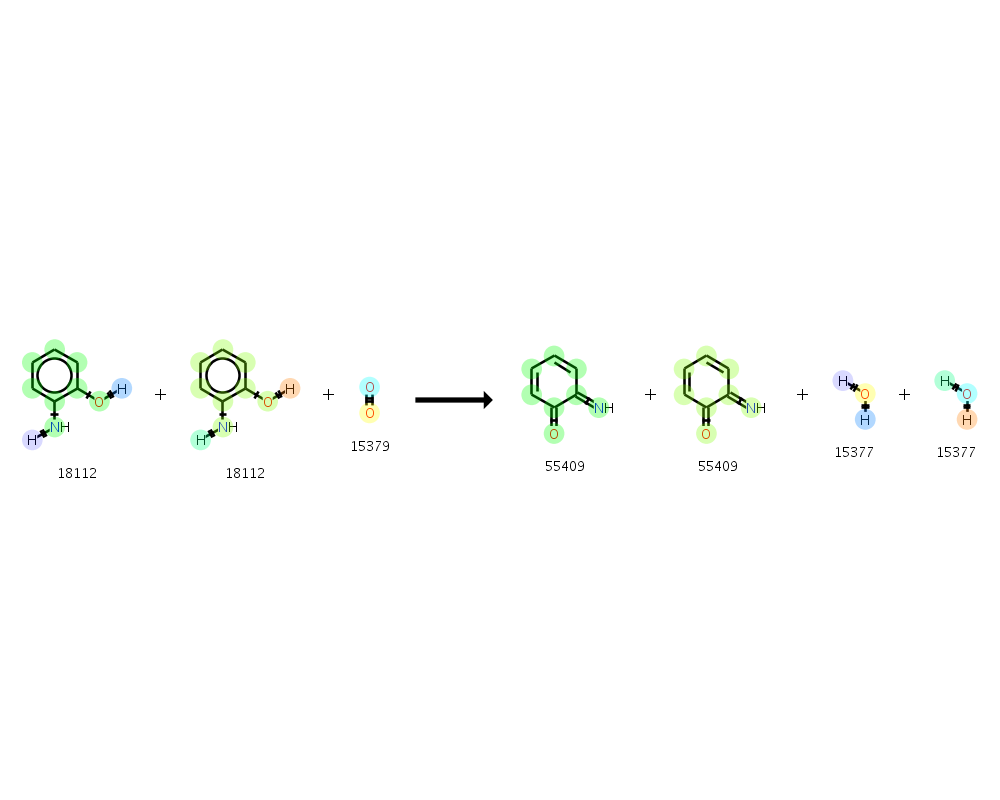 H O H + O O → H O H + H O H
O H NH + O H NH + O O O NH + O NH + H O H + H O H
18112 18112 15379 55409 55409 15377 15377